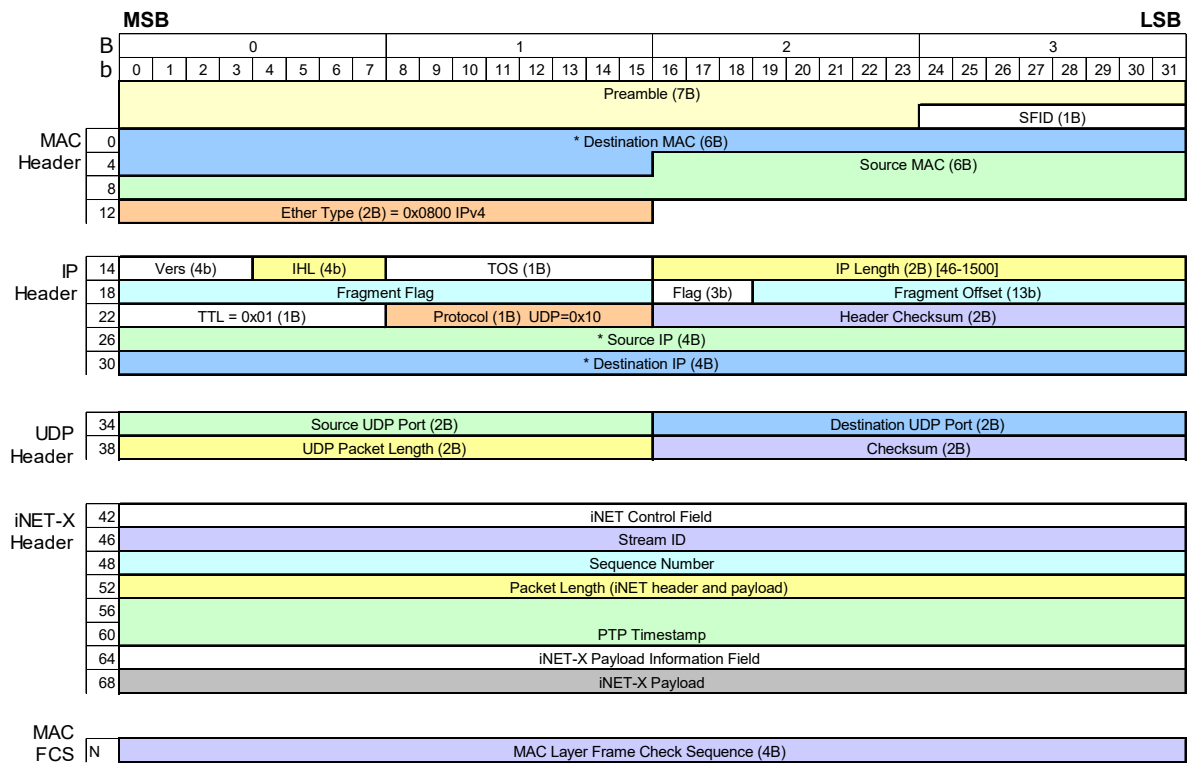 MSB LSB
B 0 1 2 3
b 0 1 2 3 4 5 6 7 8 9 10 11 12 13 14 15 16 17 18 19 20 21 22 23 24 25 26 27 28 29 30 31
Preamble (7B)
SFID (1B)
MAC Header
0 * Destination MAC (6B)
4 Source MAC (6B)
8
12 Ether Type (2B) = 0x0800 IPv4
IP Header
14 Vers (4b) IHL (4b) TOS (1B) IP Length (2B) [46-1500]
18 Fragment Flag Flag (3b) Fragment Offset (13b)
22 TTL = 0x01 (1B) Protocol (1B) UDP=0x10 Header Checksum (2B)
26 * Source IP (4B)
30 * Destination IP (4B)
UDP Header
34 Source UDP Port (2B) Destination UDP Port (2B)
38 UDP Packet Length (2B) Checksum (2B)
iNET-X Header
42 iNET Control Field
46 Stream ID
48 Sequence Number
52 Packet Length (iNET header and payload)
56
60 PTP Timestamp
64 iNET-X Payload Information Field
68 iNET-X Payload
MAC FCS
N MAC Layer Frame Check Sequence (4B)